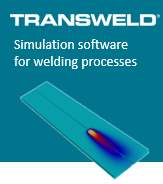 TRANSWELD®
Simulation software
for welding processes